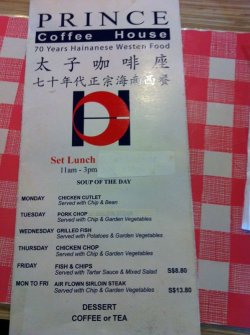 PRINCE
Coffee House
70 Years Hainanese Westen Food
太子咖啡座
七十年代正宗海南西餐
Set Lunch
11am - 3pm
SOUP OF THE DAY
MONDAY CHICKEN CUTLET
Served with Chip & Bean
TUESDAY PORK CHOP
Served with Chip & Garden Vegetables
WEDNESDAY GRILLED FISH
Served with Potatoes & Garden Vegetables
THURSDAY CHICKEN CHOP
Served with Chip & Garden Vegetables
FRIDAY FISH & CHIPS
Served with Tartar Sauce & Mixed Salad S$8.80
MON TO FRI AIR FLOWN SIRLOIN STEAK
Served with Chip & Garden Vegetables S$13.80
DESSERT
COFFEE or TEA